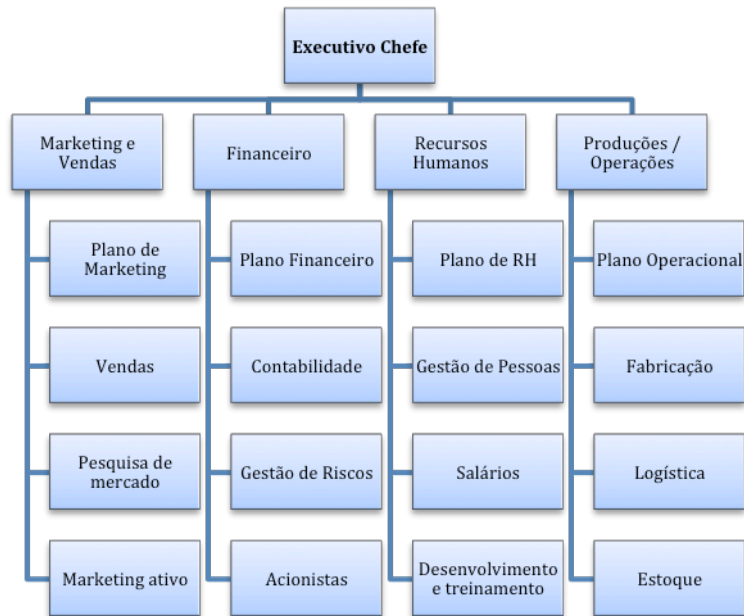 Executivo Chefe
Marketing e
Vendas
Financeiro
Recursos
Humanos
Produções /
Operações
Plano de
Marketing
Plano Financeiro
Plano de RH
Plano Operacional
Vendas
Contabilidade
Gestão de Pessoas
Fabricação
Pesquisa de
mercado
Gestão de Riscos
Salários
Logística
Marketing ativo
Acionistas
Desenvolvimento
e treinamento
Estoque